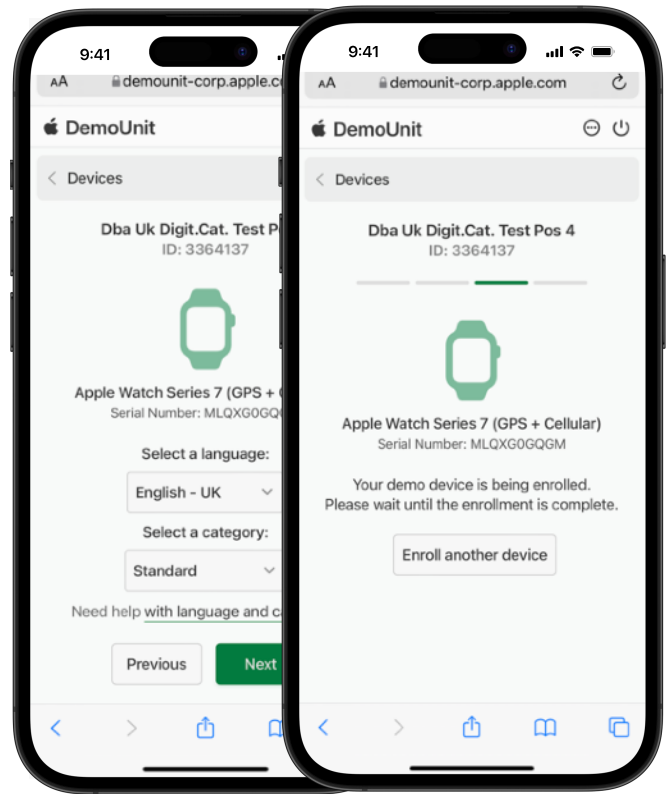 9:41
AA demounit-corp.apple.c
DemoUnit
Devices
Dba Uk Digit.Cat. Test P
ID: 3364137
Apple Watch Series 7 (GPS +
Serial Number: MLQXG0GQ
Select a language:
English - UK
Select a category:
Standard
Need help with language and c
Previous
Next
9:41
AA demounit-corp.apple.com
DemoUnit
Devices
Dba Uk Digit.Cat. Test Pos 4
ID: 3364137
Apple Watch Series 7 (GPS + Cellular)
Serial Number: MLQXG0GQGM
Your demo device is being enrolled.
Please wait until the enrollment is complete.
Enroll another device